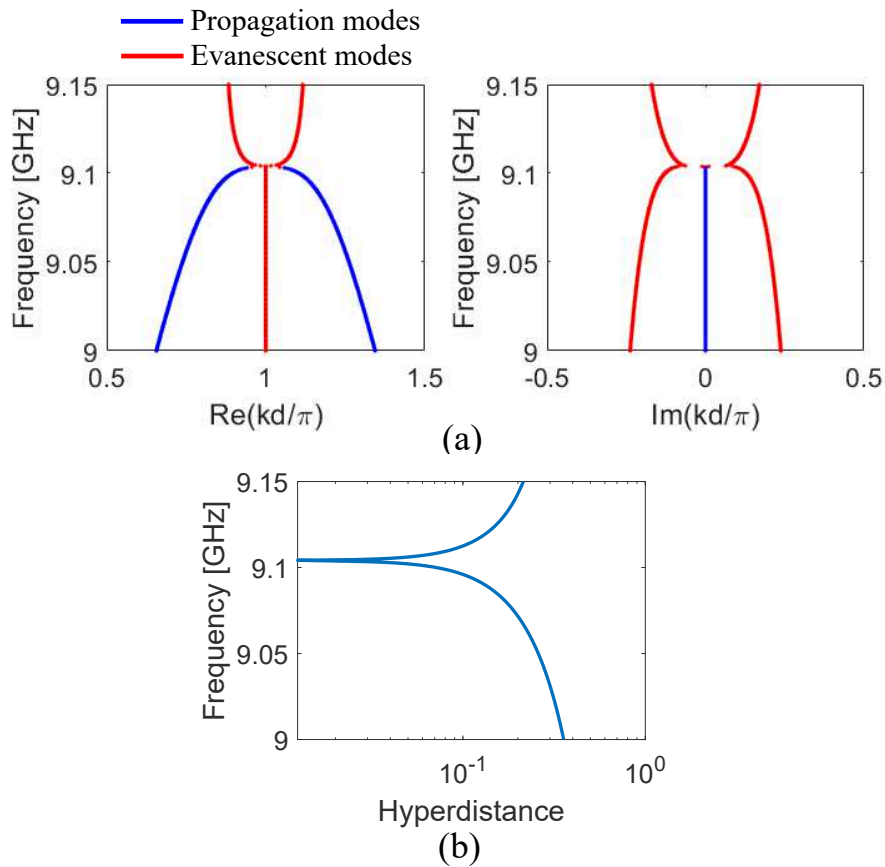 Propagation modes
Evanescent modes
9.15
9.1
9.05
9
Frequency [GHz]
0.5
1
1.5
Re(kd/π)
9.15
9.1
9.05
9
Frequency [GHz]
-0.5
0
0.5
Im(kd/π)
(a)
9.15
9.1
9.05
9
Frequency [GHz]
10⁻¹
10⁰
Hyperdistance
(b)